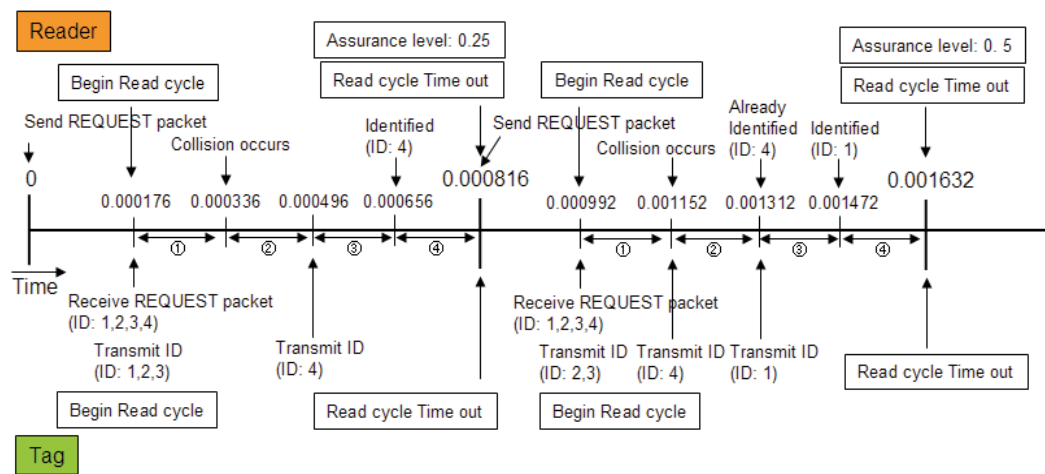 Reader
Assurance level: 0.25
Assurance level: 0. 5
Begin Read cycle
Read cycle Time out
Begin Read cycle
Read cycle Time out
Send REQUEST packet
Collision occurs
Identified
(ID: 4)
Send REQUEST packet
Collision occurs
Already
Identified
(ID: 4)
Identified
(ID: 1)
0
0.000176
0.000336
0.000496
0.000656
0.000816
0.000992
0.001152
0.001312
0.001472
0.001632
① ② ③ ④ ① ② ③ ④
Time
Receive REQUEST packet
(ID: 1,2,3,4)
Transmit ID
(ID: 1,2,3)
Transmit ID
(ID: 4)
Receive REQUEST packet
(ID: 1,2,3,4)
Transmit ID
(ID: 2,3)
Transmit ID
(ID: 4)
Transmit ID
(ID: 1)
Begin Read cycle
Read cycle Time out
Begin Read cycle
Read cycle Time out
Tag